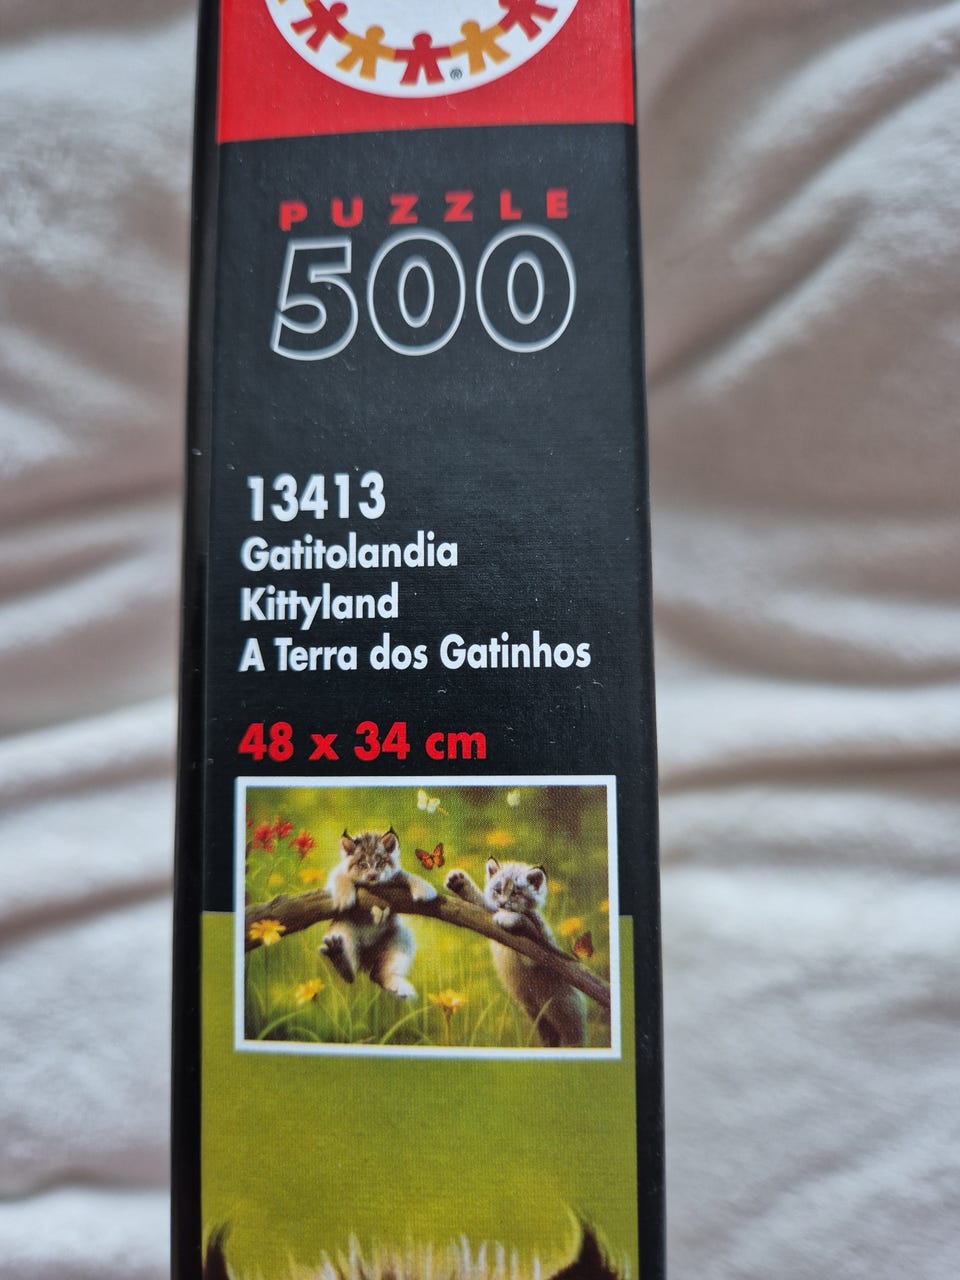 ®
PUZZLE
500
13413
Gatitolandia
Kittyland
A Terra dos Gatinhos
48 x 34 cm